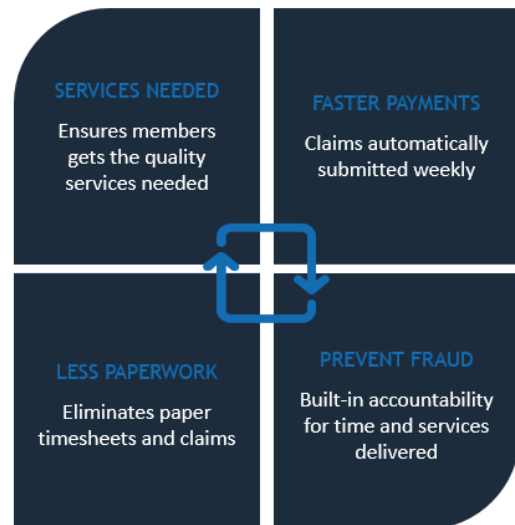 SERVICES NEEDED
Ensures members
gets the quality
services needed
FASTER PAYMENTS
Claims automatically
submitted weekly
LESS PAPERWORK
Eliminates paper
timesheets and claims
PREVENT FRAUD
Built-in accountability
for time and services
delivered